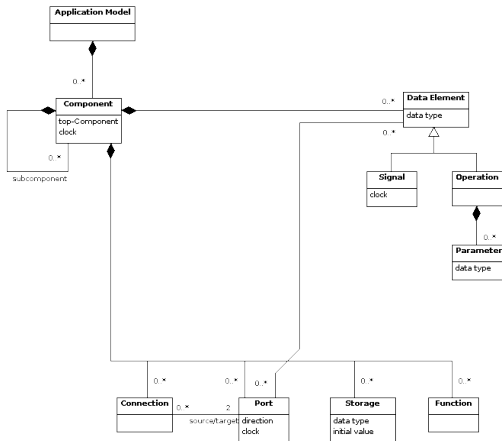 Application Model
0..*
Component
top-Component
clock
0..*
subcomponent
0..*
Data Element
data type
0..*
Signal
clock
Operation
0..*
Parameter
data type
0..*
0..*
0..*
0..*
0..*
Connection
0..*
2
source/target
Port
direction
clock
Storage
data type
initial value
Function